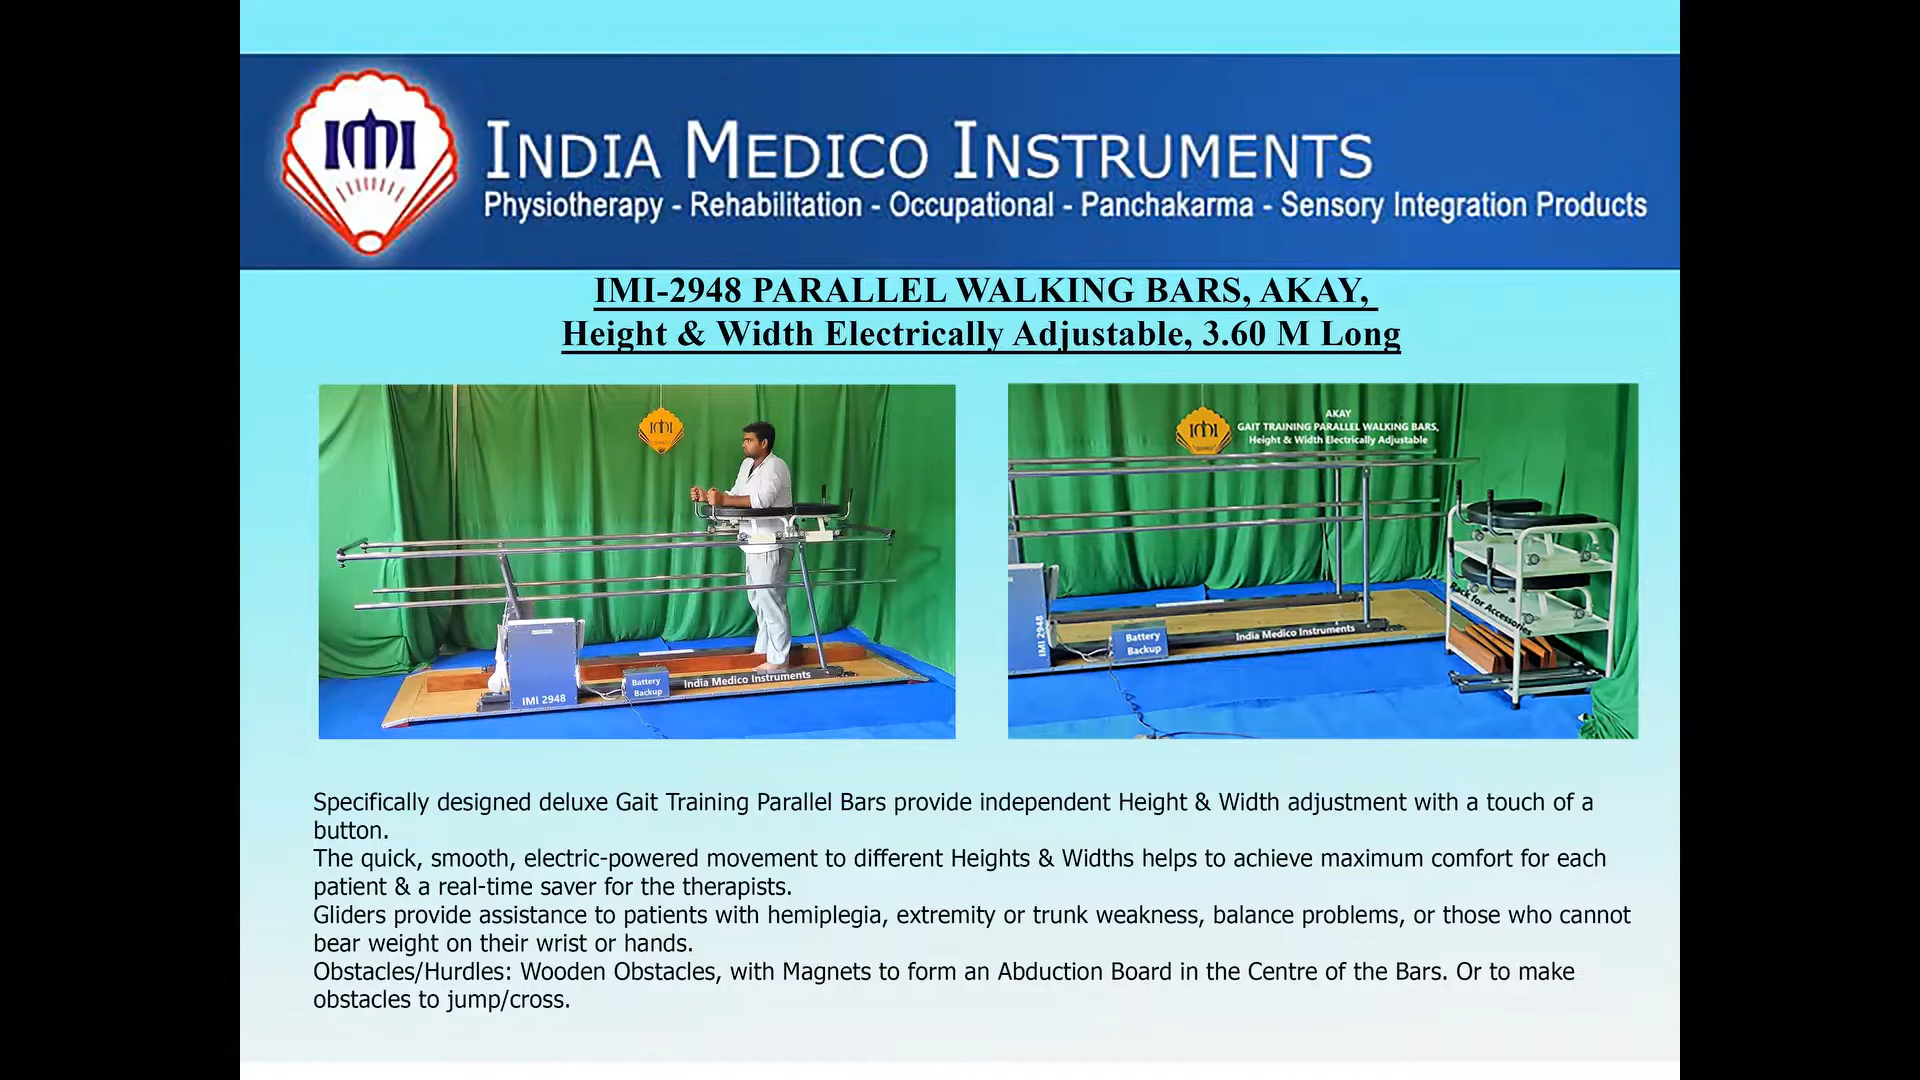 IMI
INDIA MEDICO INSTRUMENTS
Physiotherapy - Rehabilitation - Occupational - Panchakarma - Sensory Integration Products
IMI-2948 PARALLEL WALKING BARS, AKAY,
Height & Width Electrically Adjustable, 3.60 M Long
IMI
IMI 2948
Battery
Backup
India Medico Instruments
IMI
AKAY
GAIT TRAINING PARALLEL WALKING BARS,
Height & Width Electrically Adjustable
Rack for Accessories
IMI 2948
Battery
Backup
India Medico Instruments
Specifically designed deluxe Gait Training Parallel Bars provide independent Height & Width adjustment with a touch of a
button.
The quick, smooth, electric-powered movement to different Heights & Widths helps to achieve maximum comfort for each
patient & a real-time saver for the therapists.
Gliders provide assistance to patients with hemiplegia, extremity or trunk weakness, balance problems, or those who cannot
bear weight on their wrist or hands.
Obstacles/Hurdles: Wooden Obstacles, with Magnets to form an Abduction Board in the Centre of the Bars. Or to make
obstacles to jump/cross.